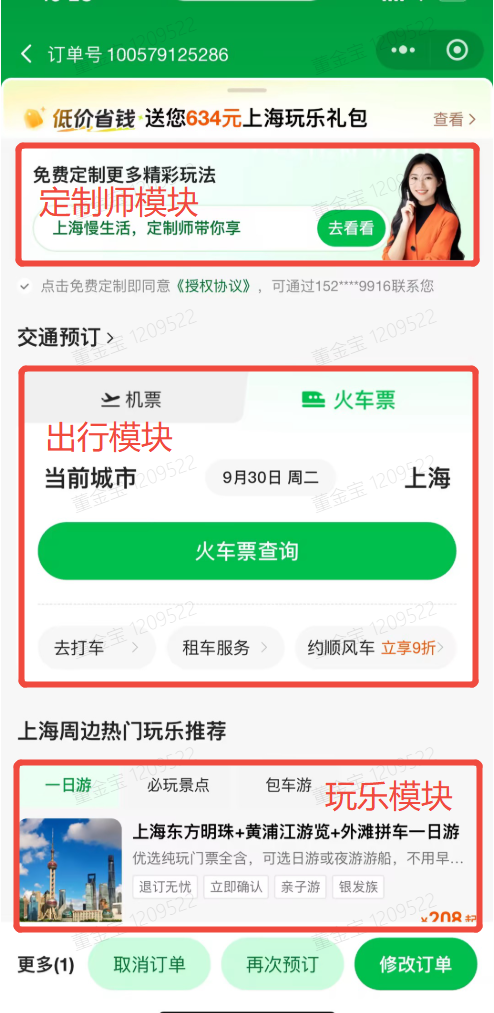 订单号 100579125286
低价省钱·送您634元上海玩乐礼包
查看
免费定制更多精彩玩法
定制师模块
上海慢生活，定制师带你享
去看看
点击免费定制即同意《授权协议》，可通过152****9916联系您
交通预订
机票
火车票
出行模块
当前城市
9月30日 周二
上海
火车票查询
去打车
租车服务
约顺风车 立享9折
上海周边热门玩乐推荐
一日游
必玩景点
包车游
玩乐模块
上海东方明珠+黄浦江游览+外滩拼车一日游
优选纯玩门票全含，可选日游或夜游游船，不用早...
退订无忧
立即确认
亲子游
银发族
¥208起
更多(1)
取消订单
再次预订
修改订单
董金宝 1209522